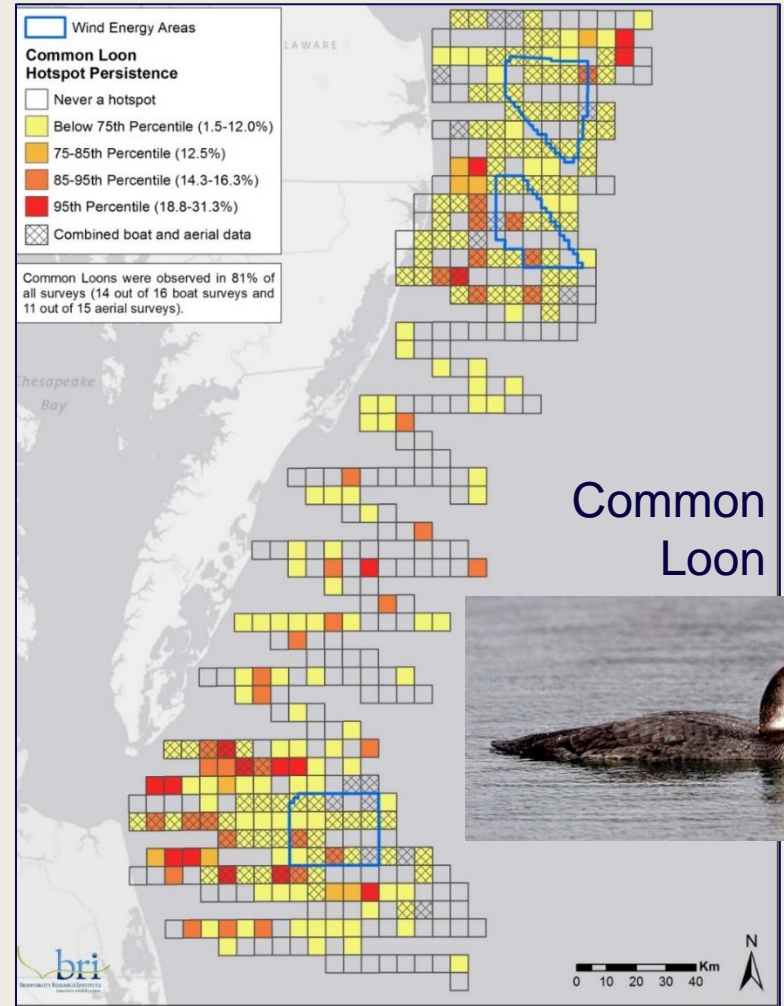 Wind Energy Areas
Common Loon
Hotspot Persistence
Never a hotspot
Below 75th Percentile (1.5-12.0%)
75-85th Percentile (12.5%)
85-95th Percentile (14.3-16.3%)
95th Percentile (18.8-31.3%)
Combined boat and aerial data
Common Loons were observed in 81% of
all surveys (14 out of 16 boat surveys and
11 out of 15 aerial surveys).
LAWARE
Chesapeake
Bay
Common
Loon
bri
BIODIVERSITY RESEARCH INSTITUTE
N
Km
0 10 20 30 40